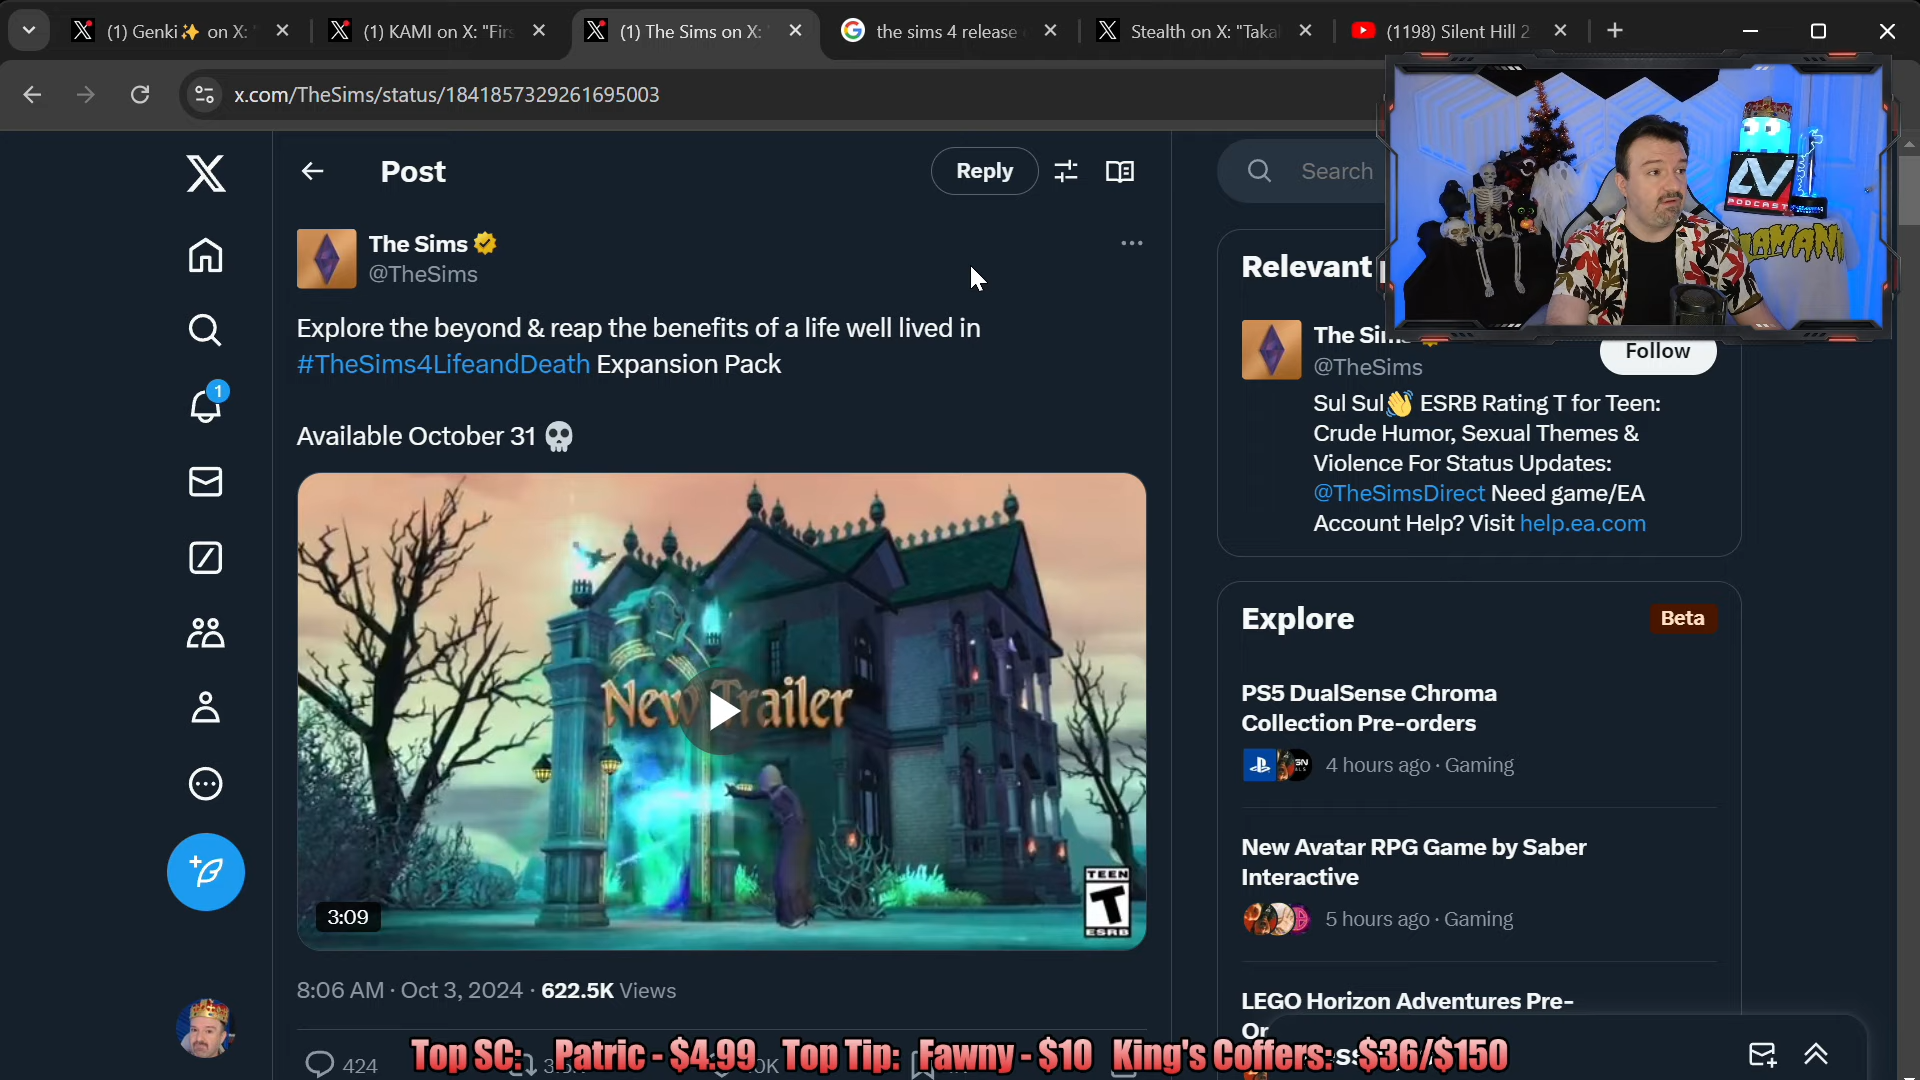 (1) Genki✨ on X: "
(1) KAMI on X: "Firs
(1) The Sims on X:
the sims 4 release
Stealth on X: "Takal
(1198) Silent Hill 2
x.com/TheSims/status/1841857329261695003
Post
Reply
Search
The Sims
@TheSims
Explore the beyond & reap the benefits of a life well lived in
#TheSims4LifeandDeath Expansion Pack
Available October 31 💀
New Trailer
3:09
TEEN
T
ESRB
8:06 AM · Oct 3, 2024 · 622.5K Views
424
1
Relevant
The Sims
@TheSims
Follow
Sul Sul👋 ESRB Rating T for Teen:
Crude Humor, Sexual Themes &
Violence For Status Updates:
@TheSimsDirect Need game/EA
Account Help? Visit help.ea.com
Explore
Beta
PS5 DualSense Chroma
Collection Pre-orders
4 hours ago · Gaming
New Avatar RPG Game by Saber
Interactive
5 hours ago · Gaming
LEGO Horizon Adventures Pre-
Or
Top SC: Patric - $4.99 Top Tip: Fawny - $10 King's Coffers: $36/$150
PODCAST